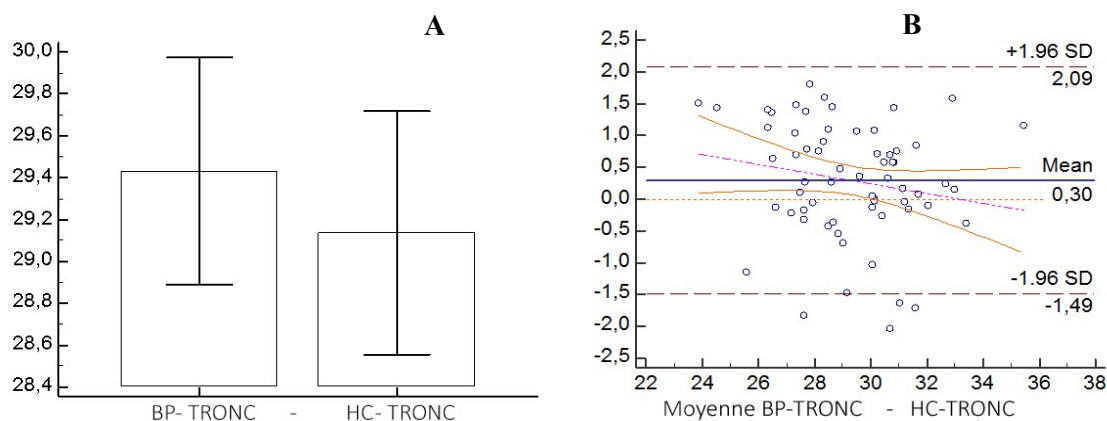 A
30,0
29,8
29,6
29,4
29,2
29,0
28,8
28,6
28,4
BP- TRONC - HC- TRONC
B
2,5
2,0
1,5
1,0
0,5
0,0
-0,5
-1,0
-1,5
-2,0
-2,5
+1.96 SD
2,09
Mean
0,30
-1.96 SD
-1,49
22 24 26 28 30 32 34 36 38
Moyenne BP-TRONC - HC-TRONC